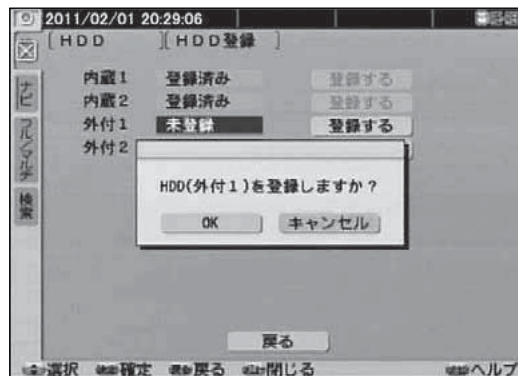 2011/02/01 20:29:06
[HDD ][HDD登録 ]
内蔵1 登録済み 登録する
内蔵2 登録済み 登録する
外付1 未登録 登録する
外付2
HDD(外付1)を登録しますか？
OK キャンセル
ナビ
フル/マルチ
検索
戻る
選択 確定 戻る 閉じる ヘルプ